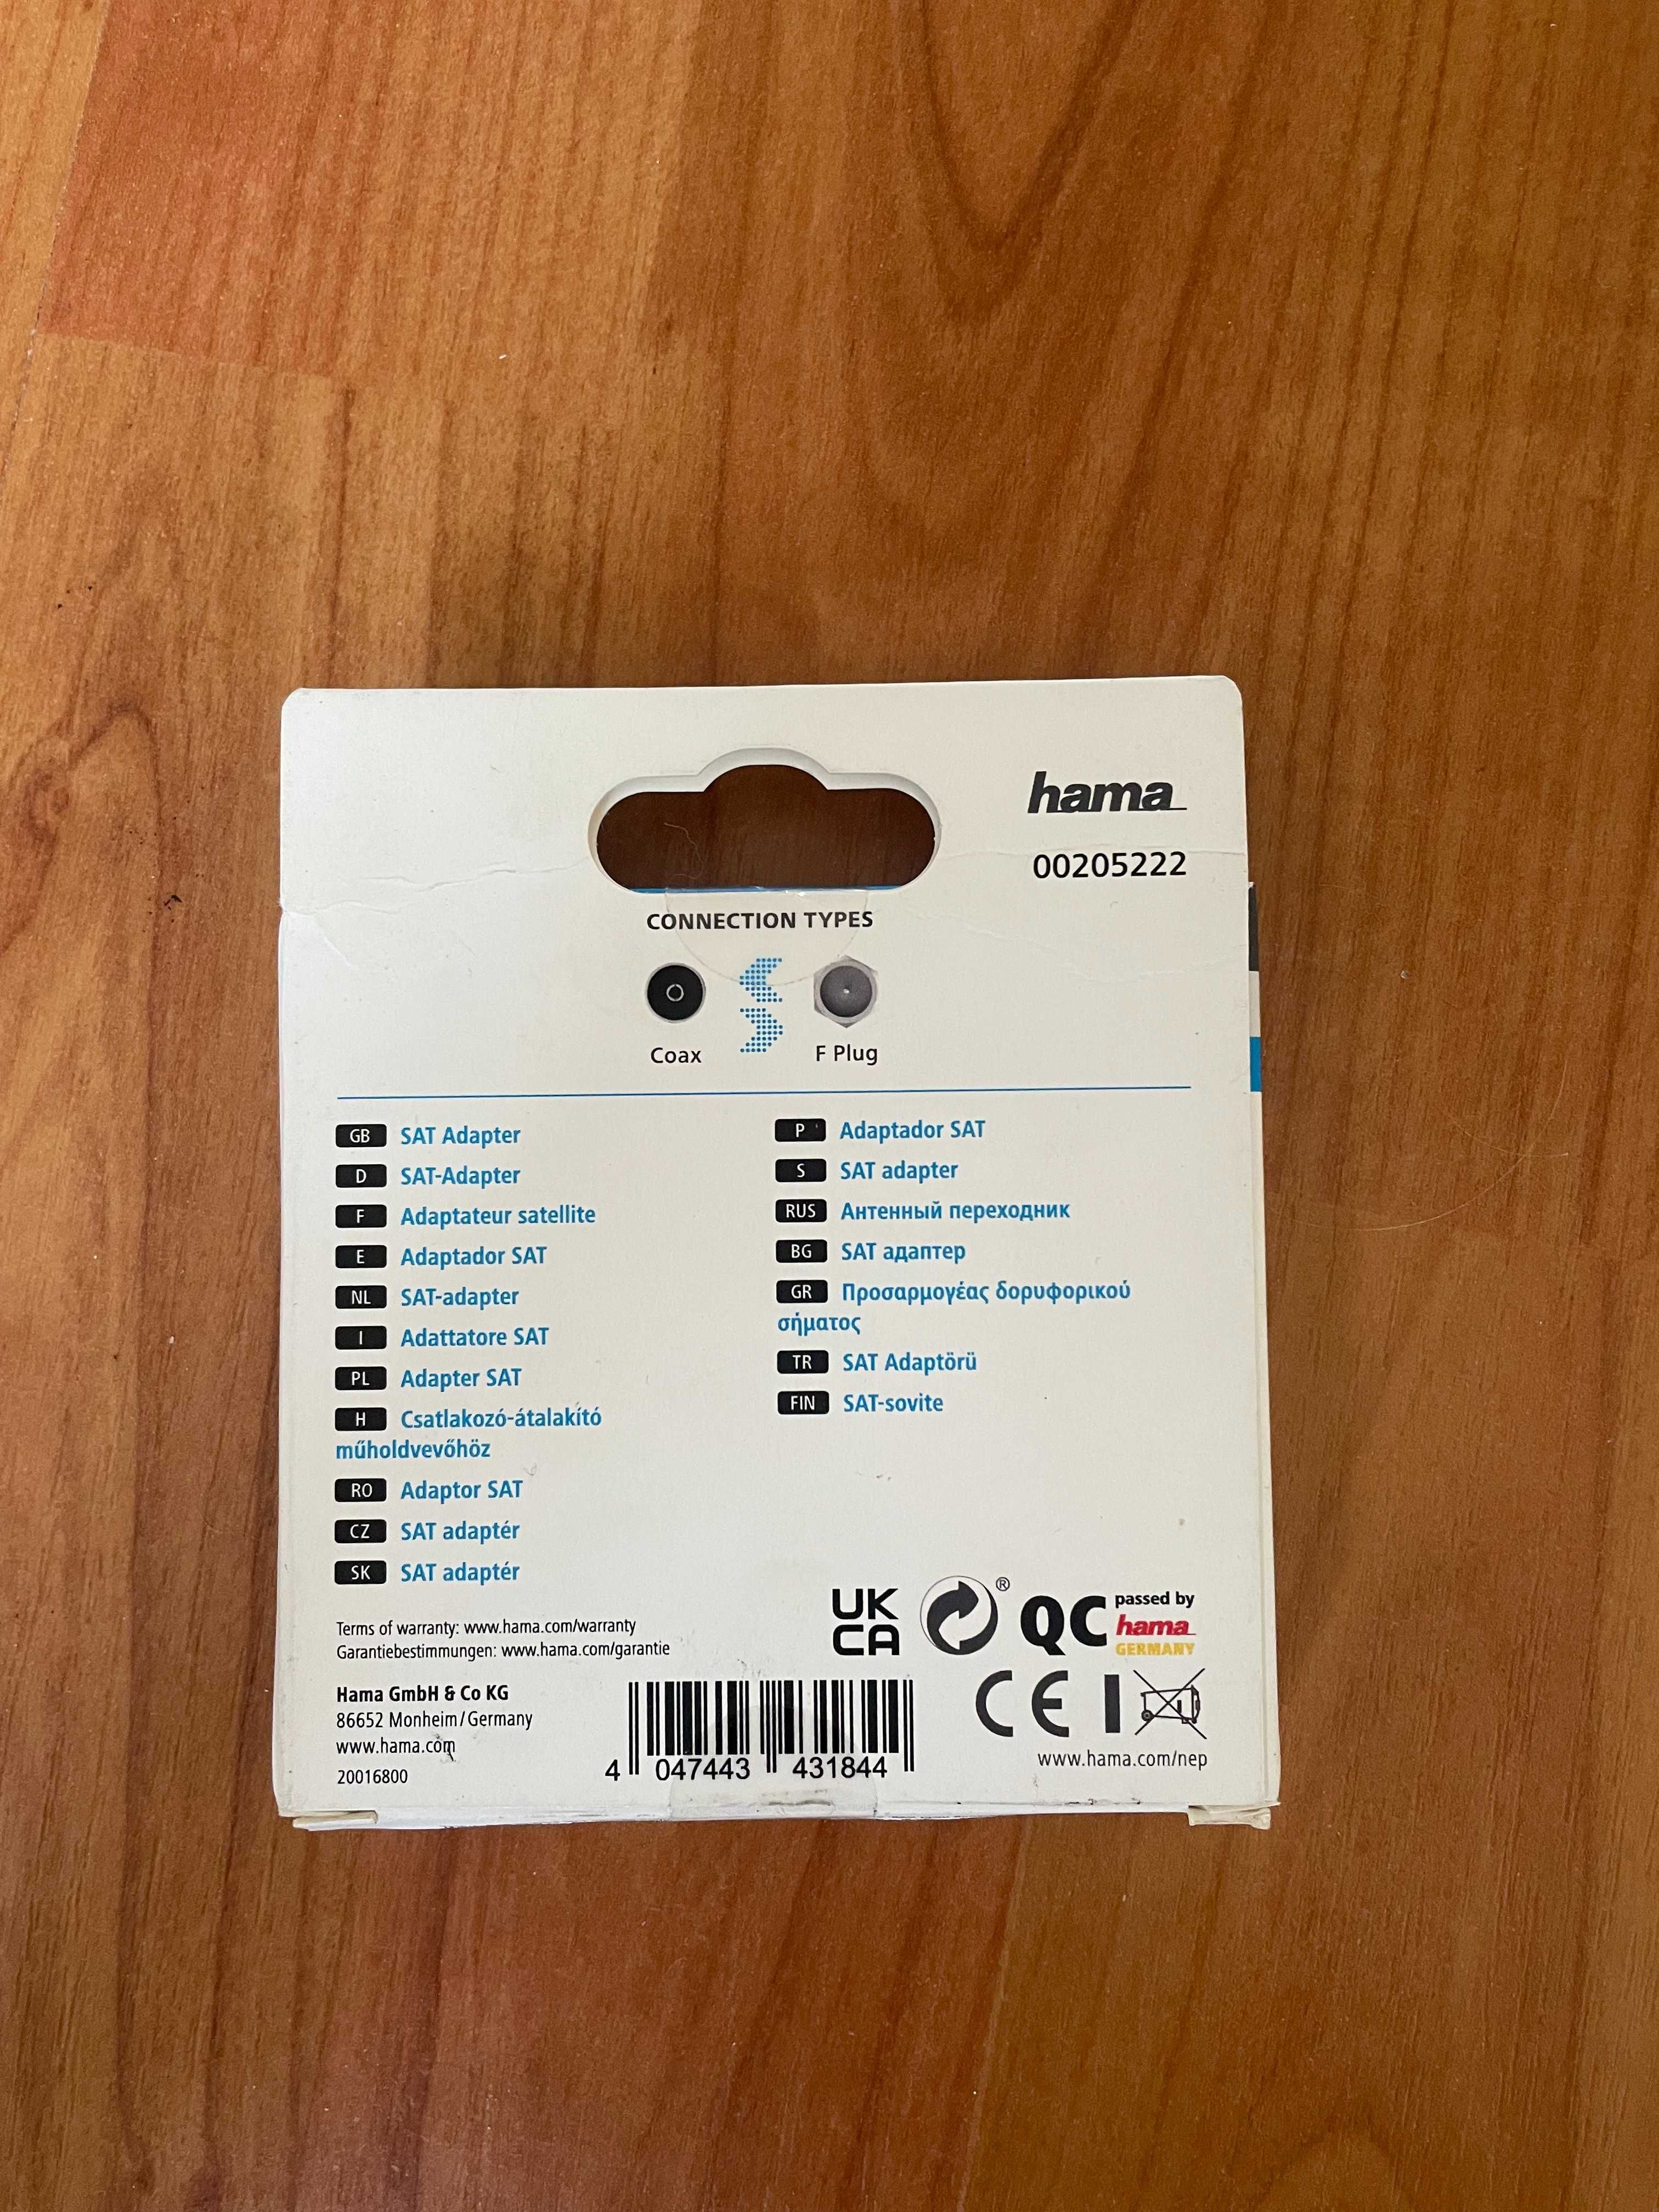 hama
00205222
CONNECTION TYPES
Coax
F Plug
GB SAT Adapter
D SAT-Adapter
F Adaptateur satellite
E Adaptador SAT
NL SAT-adapter
I Adattatore SAT
PL Adapter SAT
H Csatlakozó-átalakító
műholdvevőhöz
RO Adaptor SAT
CZ SAT adaptér
SK SAT adaptér
P Adaptador SAT
S SAT adapter
RUS Антенный переходник
BG SAT адаптер
GR Προσαρμογέας δορυφορικού
σήματος
TR SAT Adaptörü
FIN SAT-sovite
Terms of warranty: www.hama.com/warranty
Garantiebestimmungen: www.hama.com/garantie
Hama GmbH & Co KG
86652 Monheim/Germany
www.hama.com
20016800
4 047443 431844
UK
CA
®
QC passed by
hama
GERMANY
CE
www.hama.com/nep